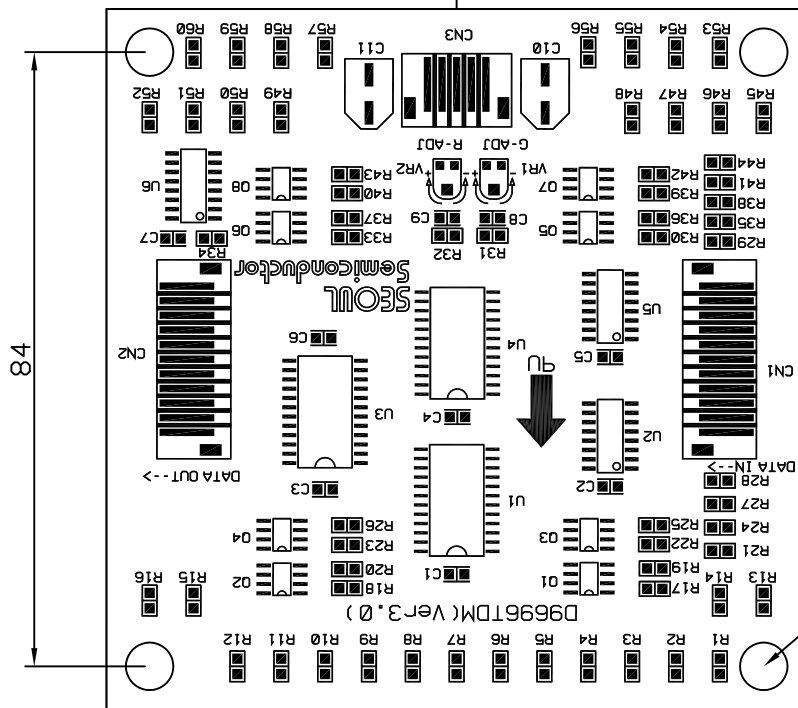 R60 R59 R58 R57 C11 CN3 C10 R56 R55 R54 R53
R52 R51 R50 R49 R48 R47 R46 R45
R-ADJ G-ADJ
U6 Q8 R43 VR2 + - + - VR1 Q7 R42 R44
R40 R39 R41
R38
Q6 R37 C9 C8 Q5 R36 R35
C7 R34 R33 R32 R31 R30 R29
SEOUL
Semiconductor
84
CN2 C6 U4 U5 CN1
C5
UP
U3 C4 U2
DATA OUT--> DATA IN-->
C3 U1 C2 R28
R27
Q4 R26 Q3 R25 R24
R23 R22 R21
R16 R15 Q2 R20 C1 Q1 R19 R14 R13
R18 R17
D9696TDM(Ver3.0)
R12 R11 R10 R9 R8 R7 R6 R5 R4 R3 R2 R1